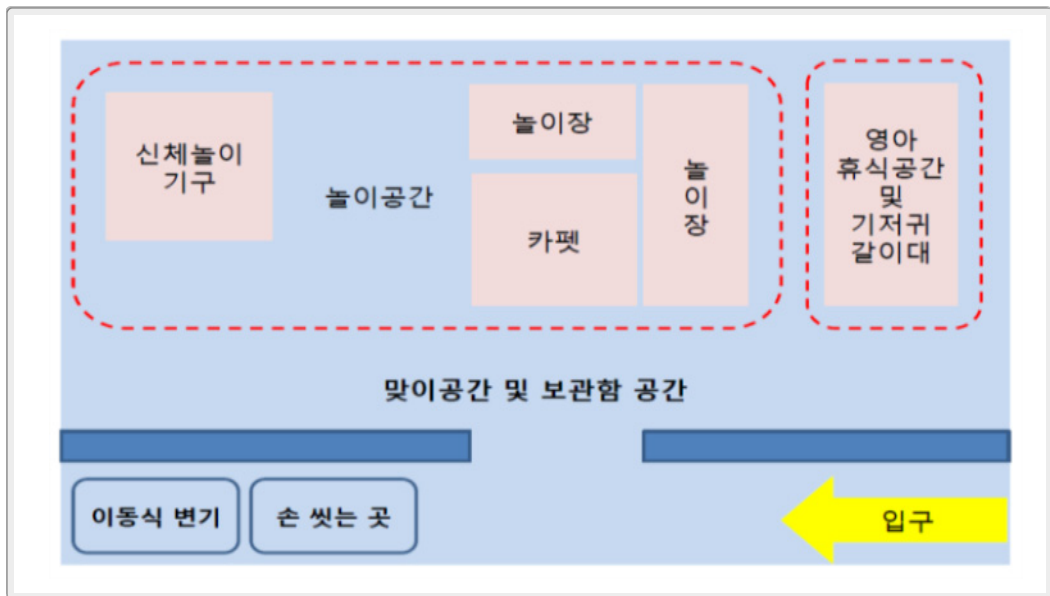 신체놀이
기구
놀이공간
놀이장
카펫
놀
이
장
영아
휴식공간
및
기저귀
갈이대
맞이공간 및 보관함 공간
이동식 변기
손 씻는 곳
입구